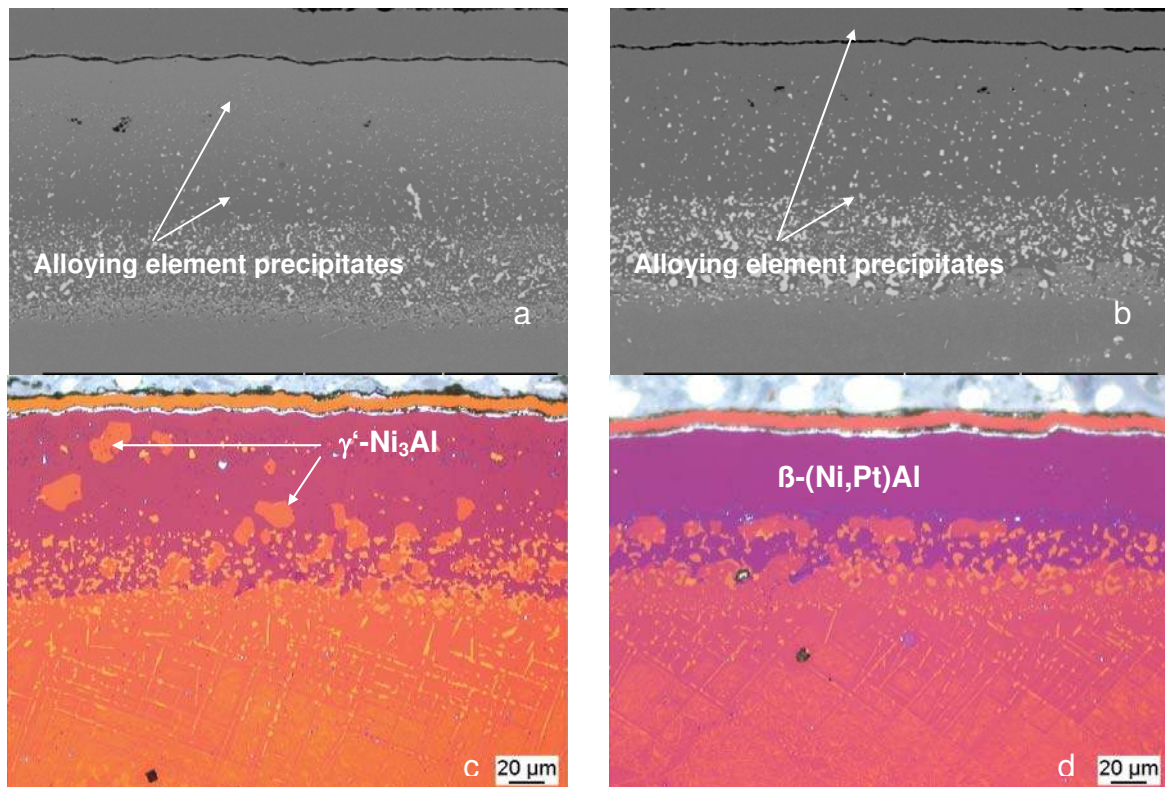 Alloying element precipitates
a
Alloying element precipitates
b
γ‘-Ni₃Al
c
20 µm
ß-(Ni,Pt)Al
d
20 µm